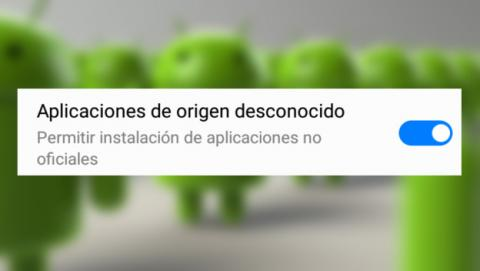 Aplicaciones de origen desconocido
Permitir instalación de aplicaciones no
oficiales